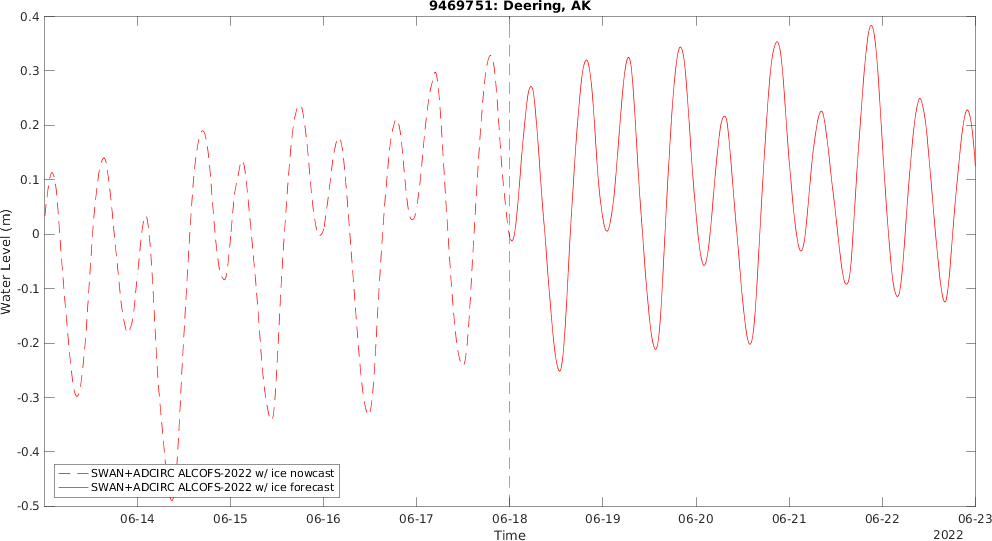 9469751: Deering, AK
0.4
0.3
0.2
0.1
0
-0.1
-0.2
-0.3
-0.4
-0.5
Water Level (m)
SWAN+ADCIRC ALCOFS-2022 w/ ice nowcast
SWAN+ADCIRC ALCOFS-2022 w/ ice forecast
06-14 06-15 06-16 06-17 06-18 06-19 06-20 06-21 06-22 06-23
Time
2022